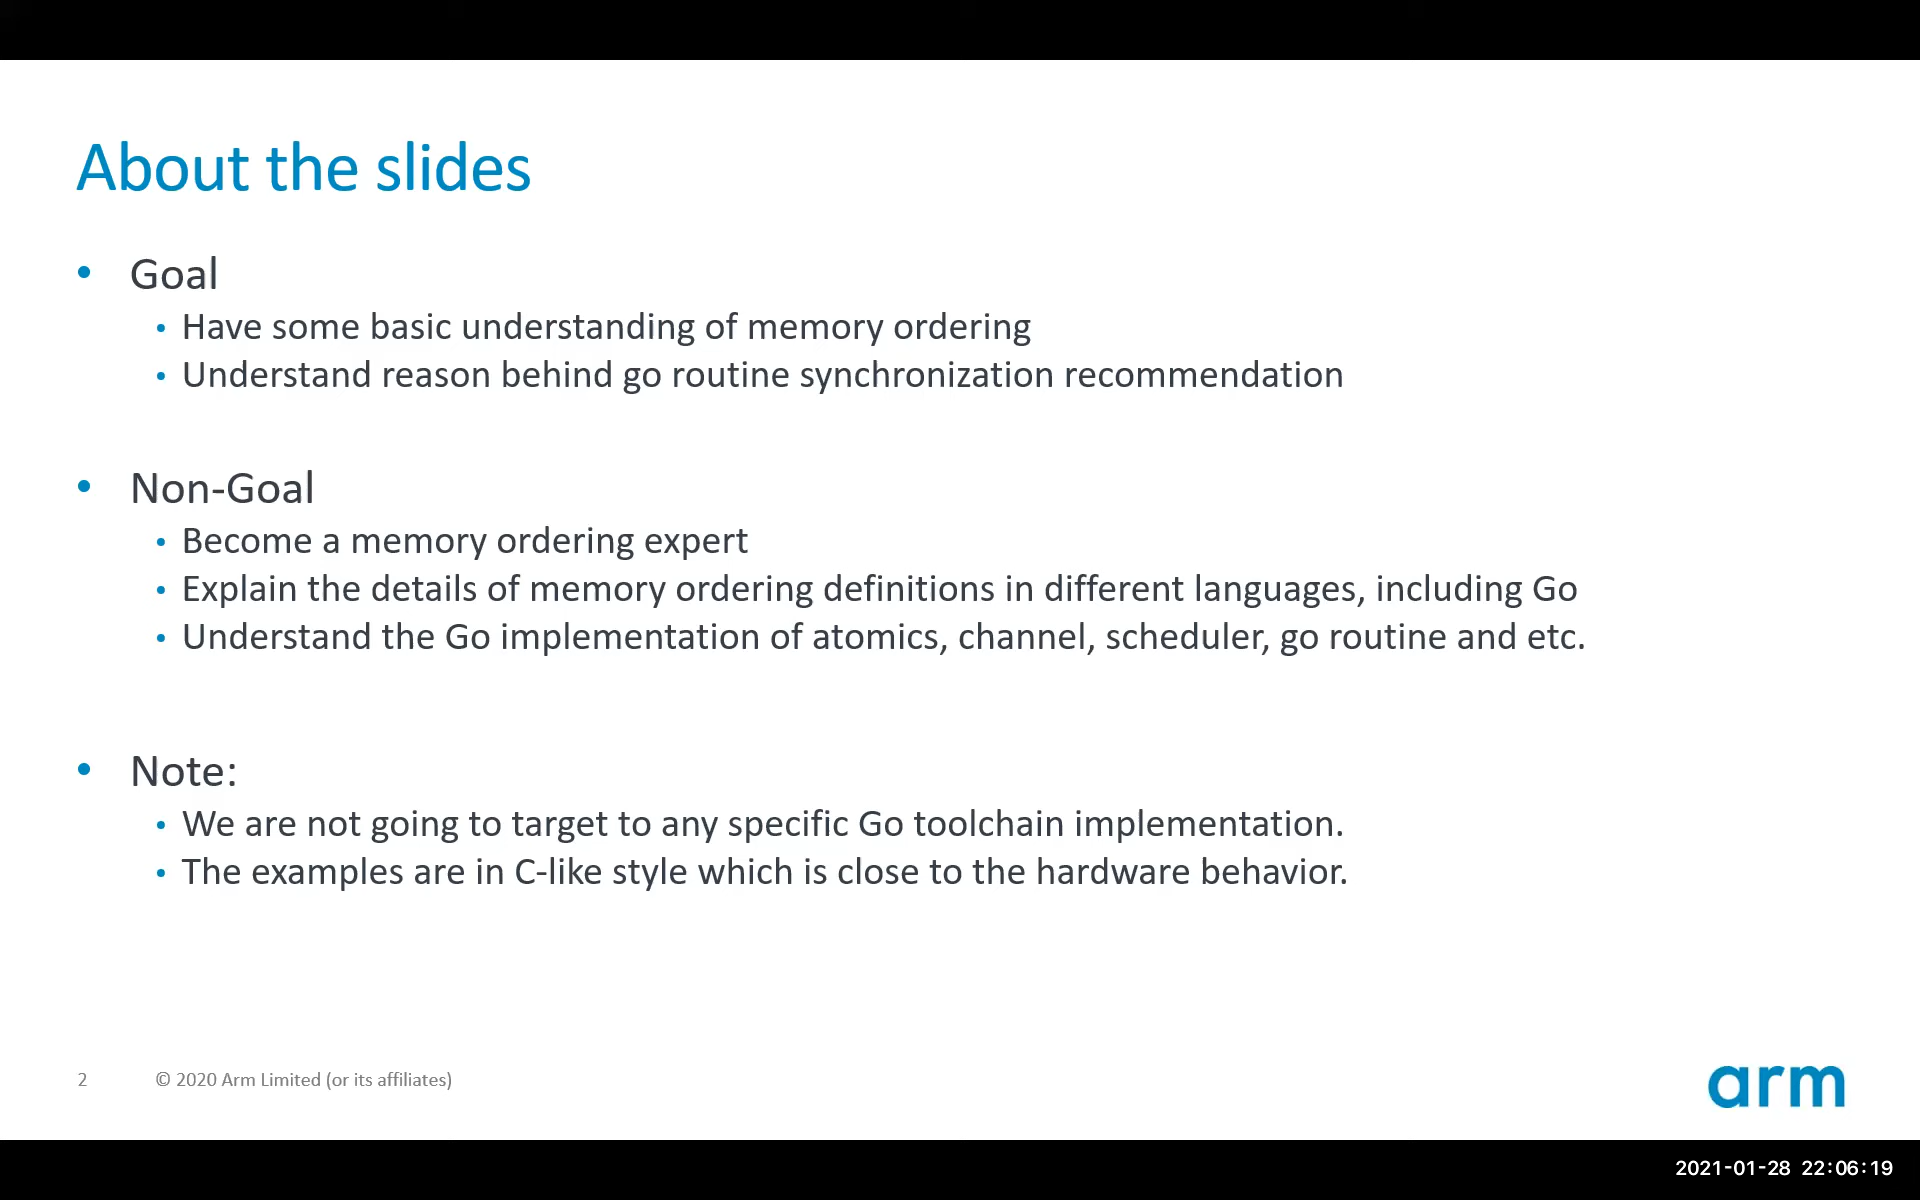 About the slides
• Goal
• Have some basic understanding of memory ordering
• Understand reason behind go routine synchronization recommendation
• Non-Goal
• Become a memory ordering expert
• Explain the details of memory ordering definitions in different languages, including Go
• Understand the Go implementation of atomics, channel, scheduler, go routine and etc.
• Note:
• We are not going to target to any specific Go toolchain implementation.
• The examples are in C-like style which is close to the hardware behavior.
2 © 2020 Arm Limited (or its affiliates)
arm
2021-01-28 22:06:19